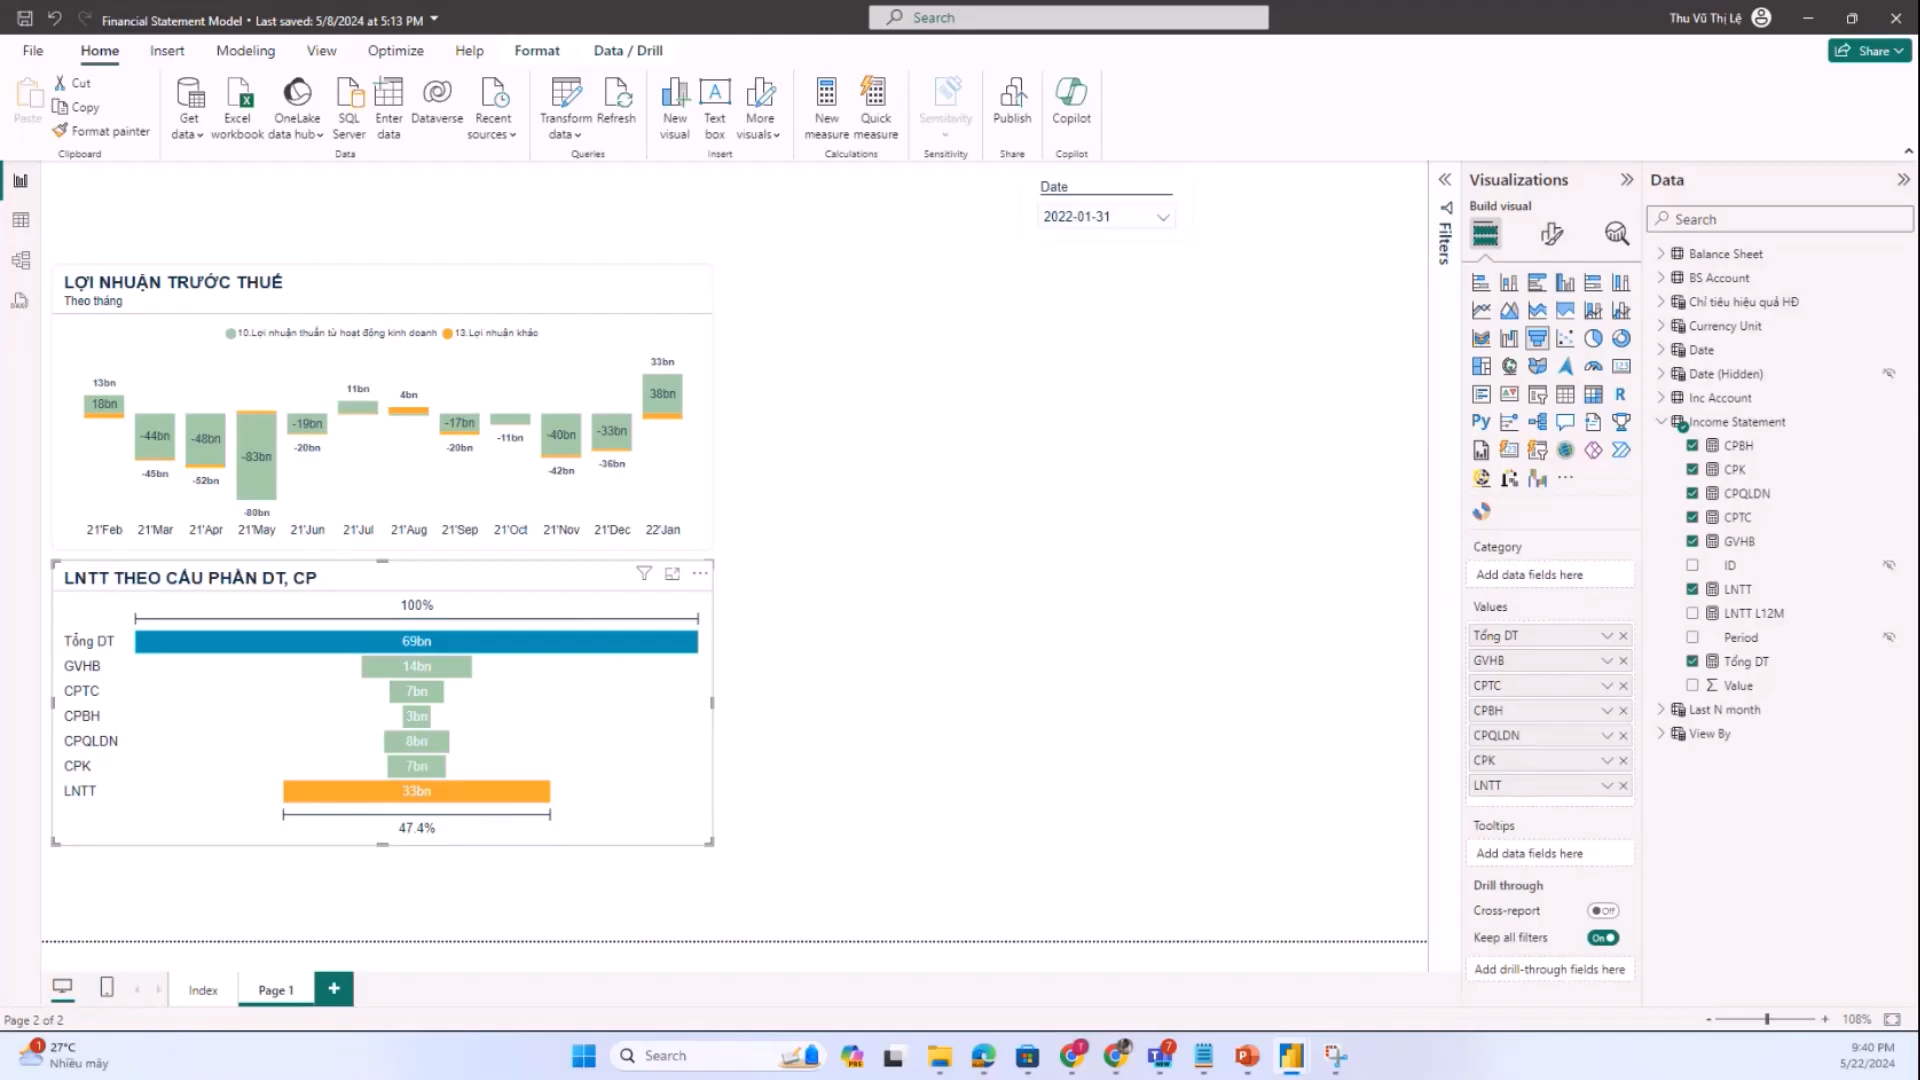 Financial Statement Model • Last saved: 5/8/2024 at 5:13 PM
Search
Thu Vũ Thị Lệ
File Home Insert Modeling View Optimize Help Format Data / Drill
Share
Paste
Cut
Copy
Format painter
Get data
Excel workbook
OneLake data hub
SQL Server
Enter data
Dataverse
Recent sources
Transform data
Refresh
New visual
Text box
More visuals
New measure
Quick measure
Sensitivity
Publish
Copilot
Clipboard Data Queries Insert Calculations Sensitivity Share Copilot
Date
2022-01-31
LỢI NHUẬN TRƯỚC THUẾ
Theo tháng
10.Lợi nhuận thuần từ hoạt động kinh doanh 13.Lợi nhuận khác
13bn
18bn
-44bn
-45bn
-48bn
-52bn
-83bn
-80bn
-19bn
-20bn
11bn
4bn
-17bn
-20bn
-11bn
-40bn
-42bn
-33bn
-36bn
33bn
38bn
21'Feb 21'Mar 21'Apr 21'May 21'Jun 21'Jul 21'Aug 21'Sep 21'Oct 21'Nov 21'Dec 22'Jan
LNTT THEO CẤU PHẦN DT, CP
100%
Tổng DT 69bn
GVHB 14bn
CPTC 7bn
CPBH 3bn
CPQLDN 8bn
CPK 7bn
LNTT 33bn
47.4%
Filters
Visualizations
Build visual
R
Py
123
Category
Add data fields here
Values
Tổng DT
GVHB
CPTC
CPBH
CPQLDN
CPK
LNTT
Tooltips
Add data fields here
Drill through
Cross-report Off
Keep all filters On
Add drill-through fields here
Data
Search
Balance Sheet
BS Account
Chỉ tiêu hiệu quả HĐ
Currency Unit
Date
Date (Hidden)
Inc Account
Income Statement
CPBH
CPK
CPQLDN
CPTC
GVHB
ID
LNTT
LNTT L12M
Period
Tổng DT
Σ Value
Last N month
View By
Index
Page 1
+
Page 2 of 2
- + 108%
1
27°C
Nhiều mây
Search
PRE
T
7
NEW
9:40 PM
5/22/2024